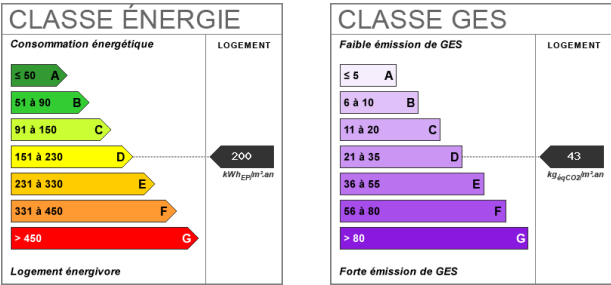 CLASSE ÉNERGIE
Consommation énergétique
LOGEMENT
≤ 50 A
51 à 90 B
91 à 150 C
151 à 230 D
200
kWhEP/m².an
231 à 330 E
331 à 450 F
> 450 G
Logement énergivore
CLASSE GES
Faible émission de GES
LOGEMENT
≤ 5 A
6 à 10 B
11 à 20 C
21 à 35 D
43
kgéqCO2/m².an
36 à 55 E
56 à 80 F
> 80 G
Forte émission de GES